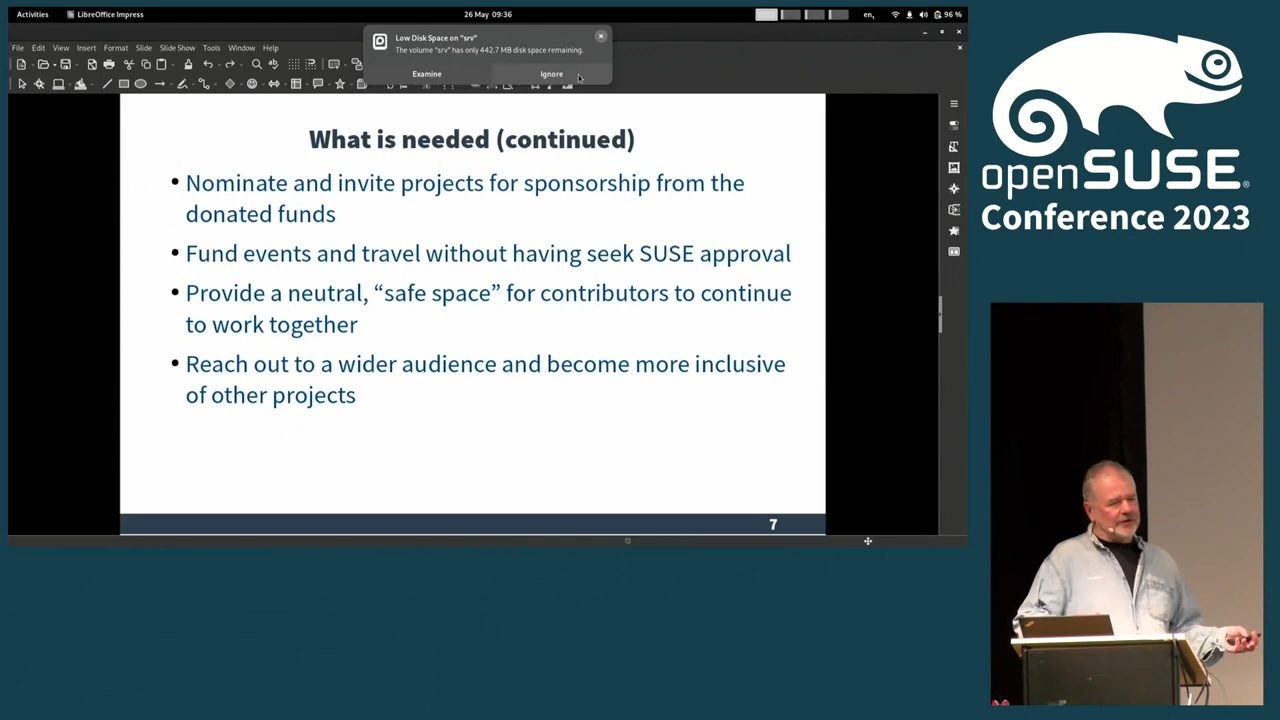 Activities
LibreOffice Impress
26 May 09:36
en,
96 %
Low Disk Space on "srv"
The volume "srv" has only 442.7 MB disk space remaining.
Examine
Ignore
File Edit View Insert Format Slide Slide Show Tools Window Help
What is needed (continued)
• Nominate and invite projects for sponsorship from the
donated funds
• Fund events and travel without having seek SUSE approval
• Provide a neutral, “safe space” for contributors to continue
to work together
• Reach out to a wider audience and become more inclusive
of other projects
7
openSUSE®
Conference 2023